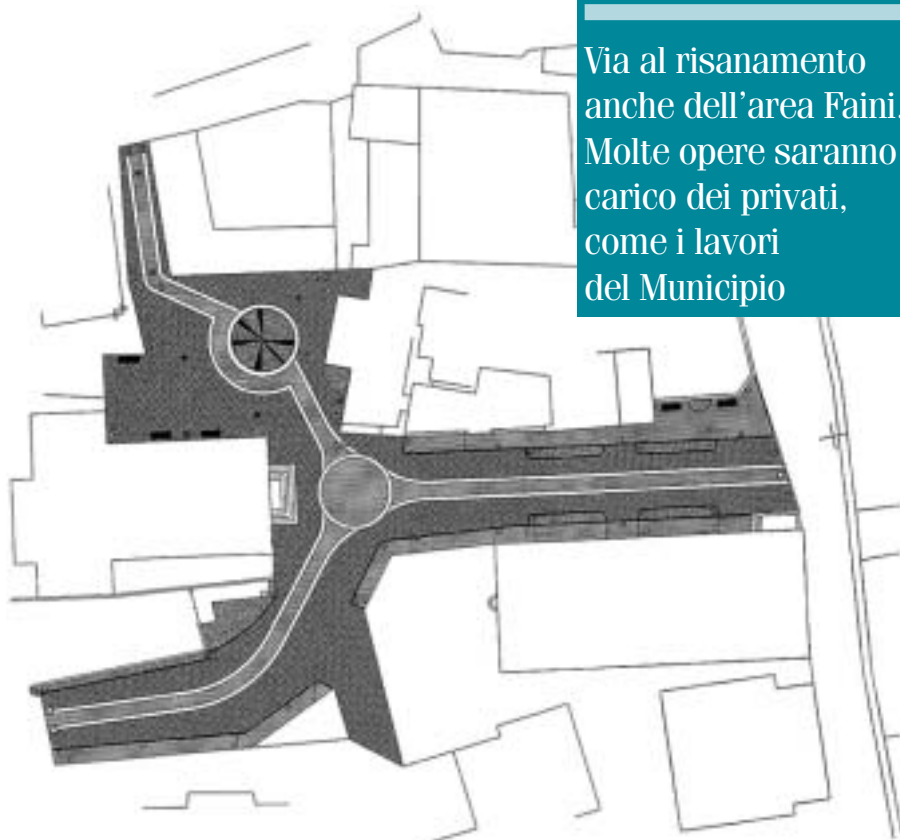 Via al risanamento
anche dell'area Faini.
Molte opere saranno
carico dei privati,
come i lavori
del Municipio